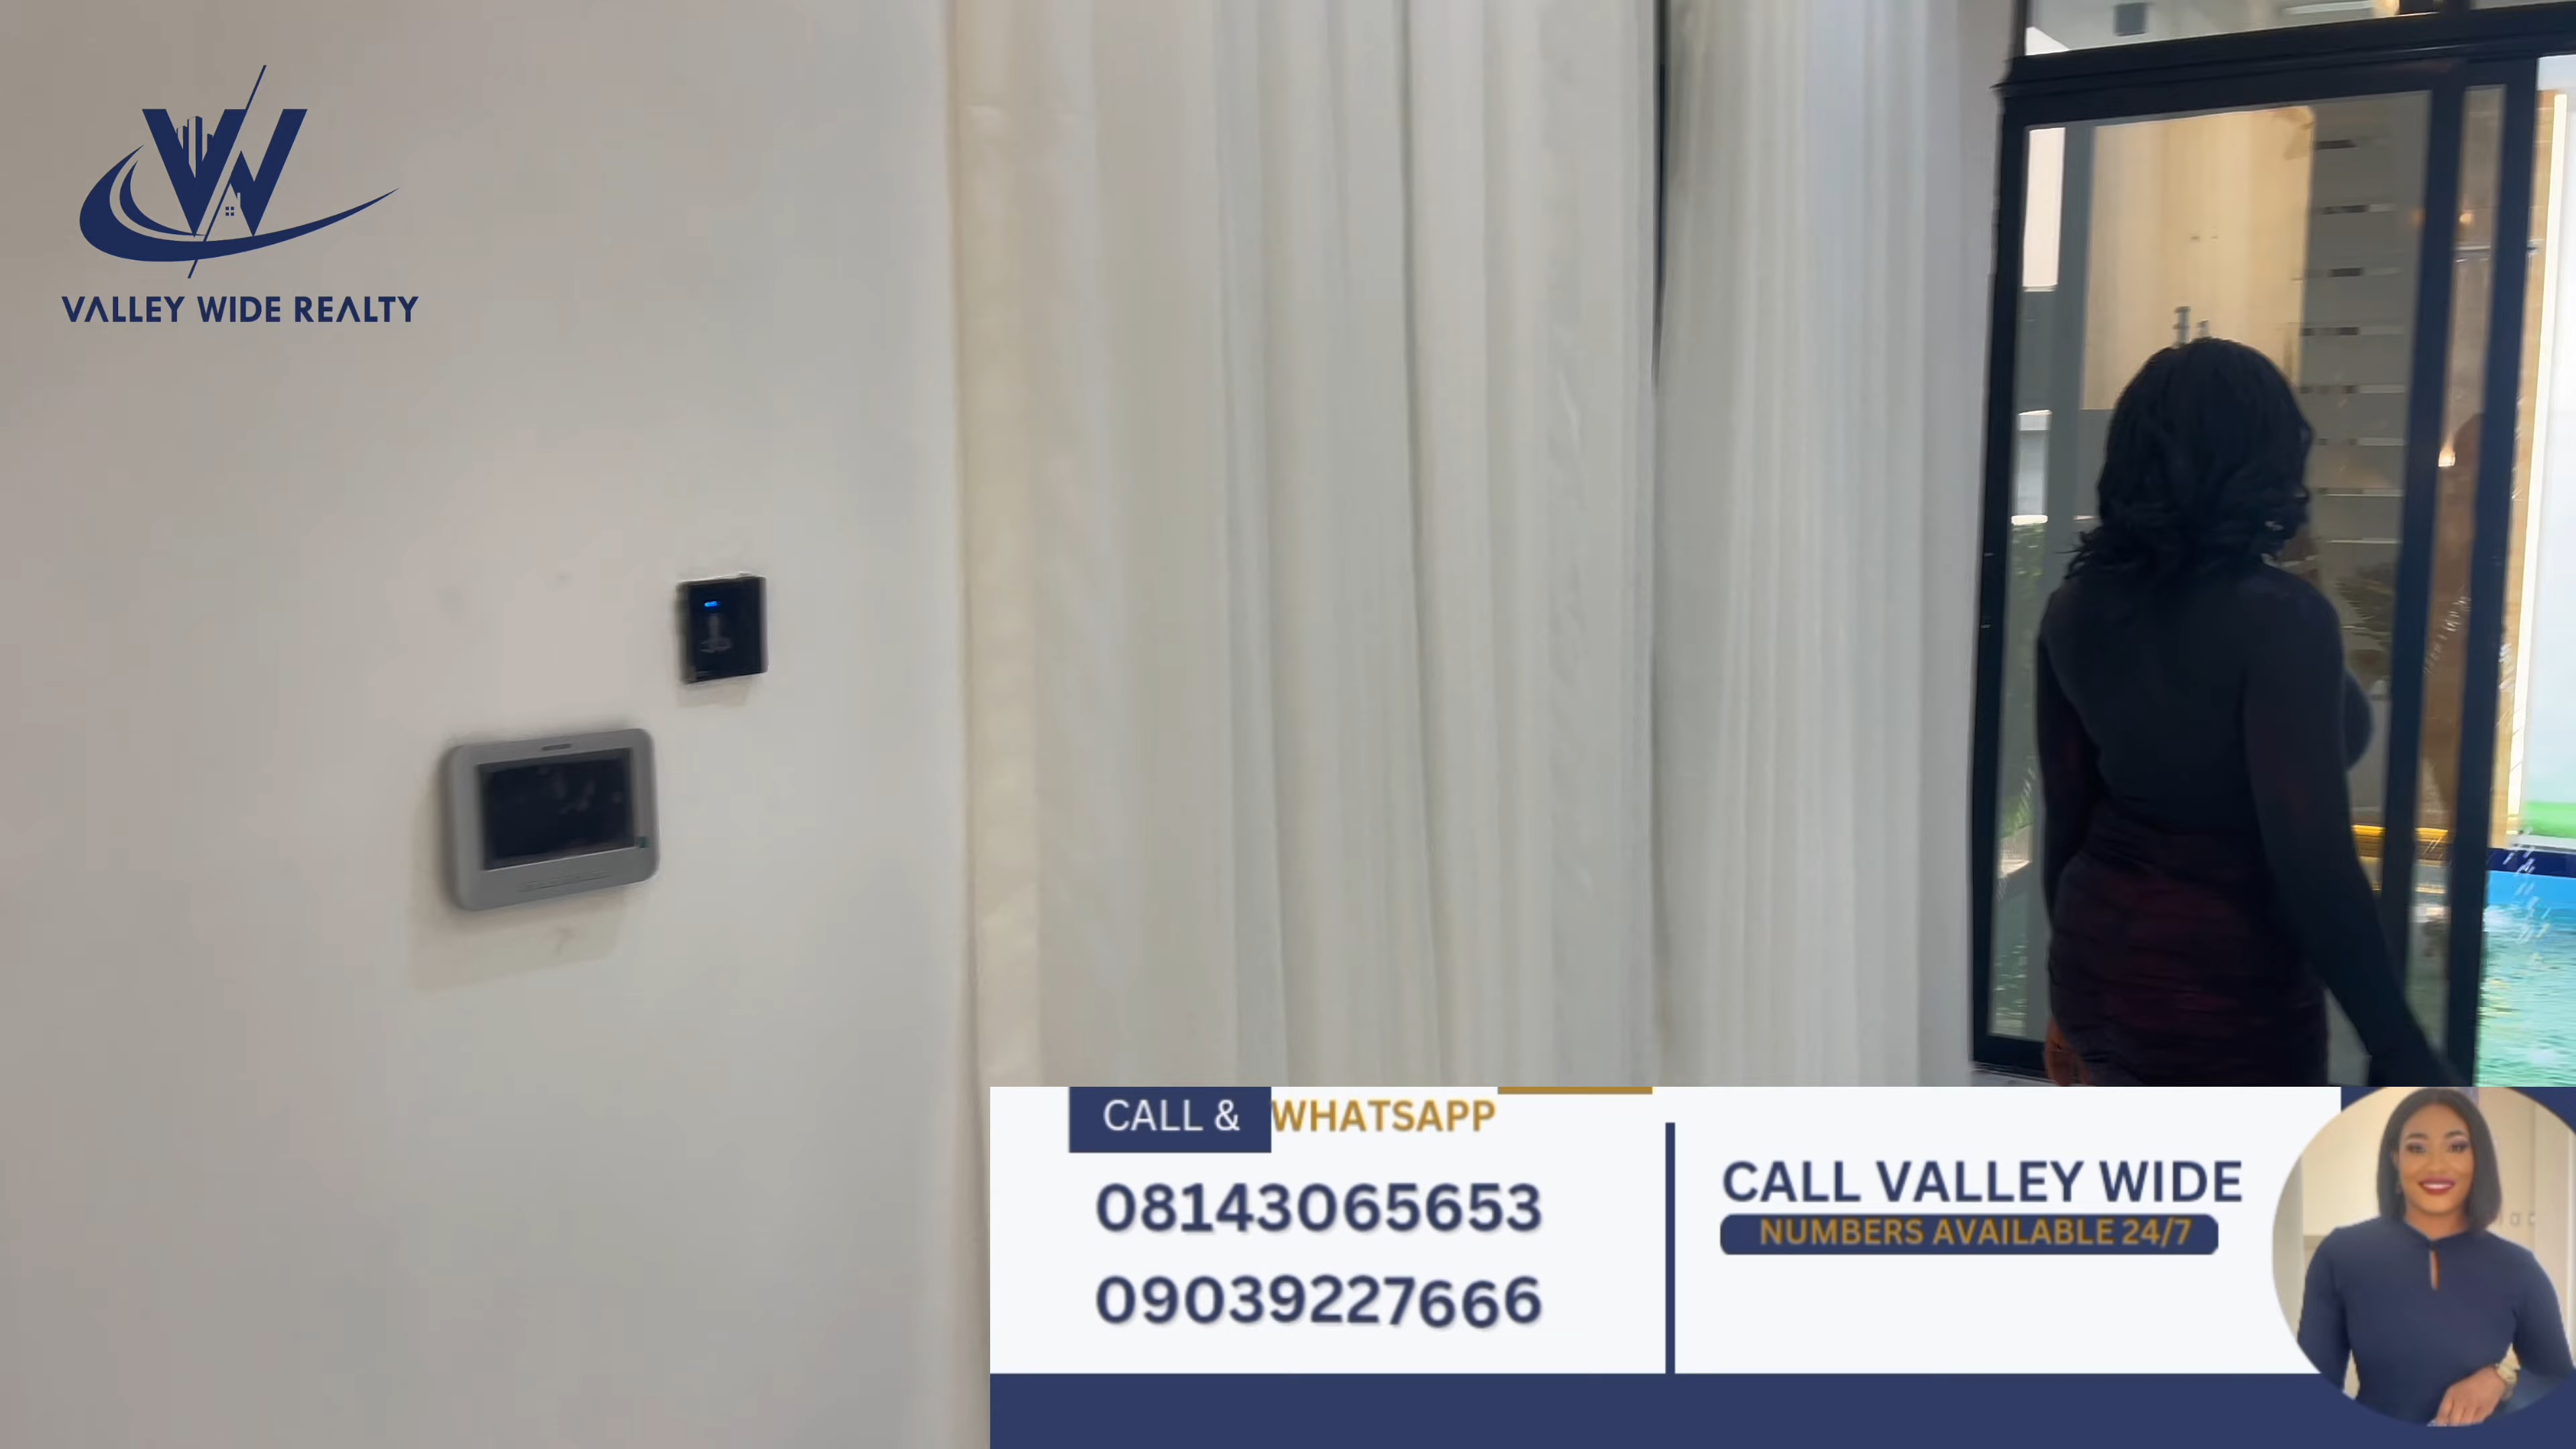 VALLEY WIDE REALTY
CALL & WHATSAPP
08143065653
09039227666
CALL VALLEY WIDE
NUMBERS AVAILABLE 24/7